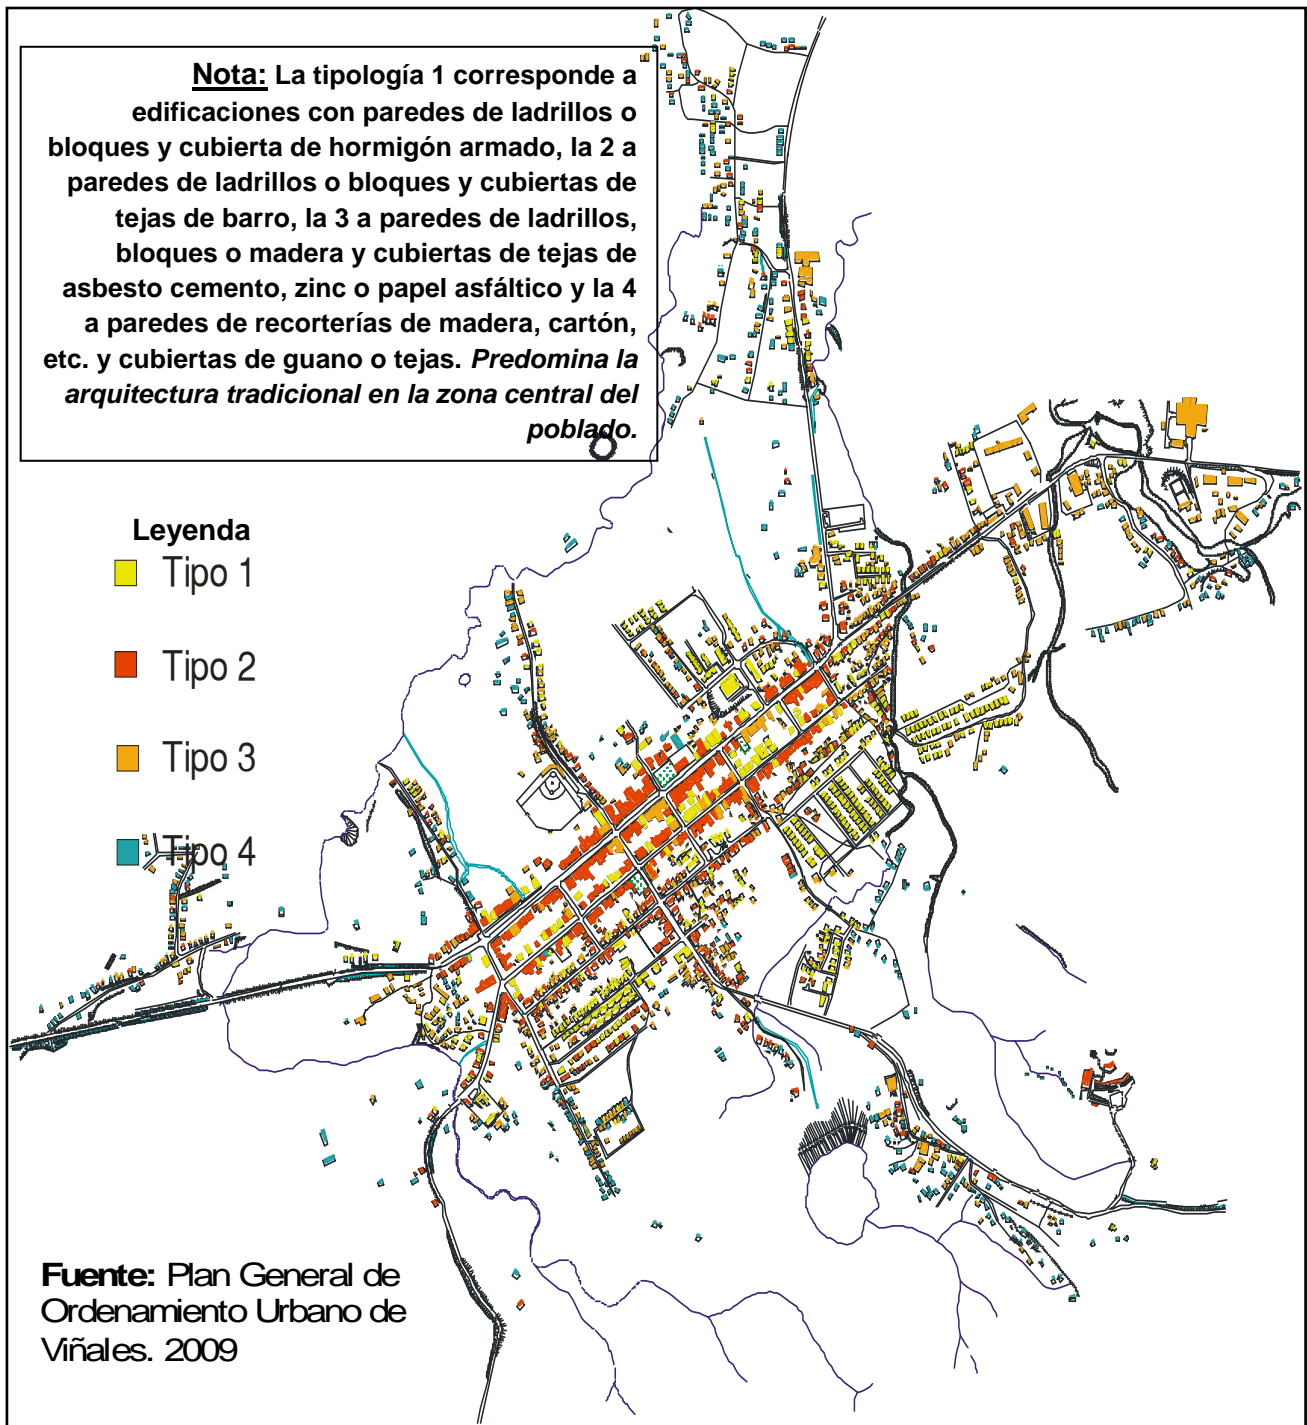 Nota: La tipología 1 corresponde a
edificaciones con paredes de ladrillos o
bloques y cubierta de hormigón armado, la 2 a
paredes de ladrillos o bloques y cubiertas de
tejas de barro, la 3 a paredes de ladrillos,
bloques o madera y cubiertas de tejas de
asbesto cemento, zinc o papel asfáltico y la 4
a paredes de recorterías de madera, cartón,
etc. y cubiertas de guano o tejas. Predomina la
arquitectura tradicional en la zona central del
poblado.
Leyenda
Tipo 1
Tipo 2
Tipo 3
Tipo 4
Fuente: Plan General de
Ordenamiento Urbano de
Viñales. 2009